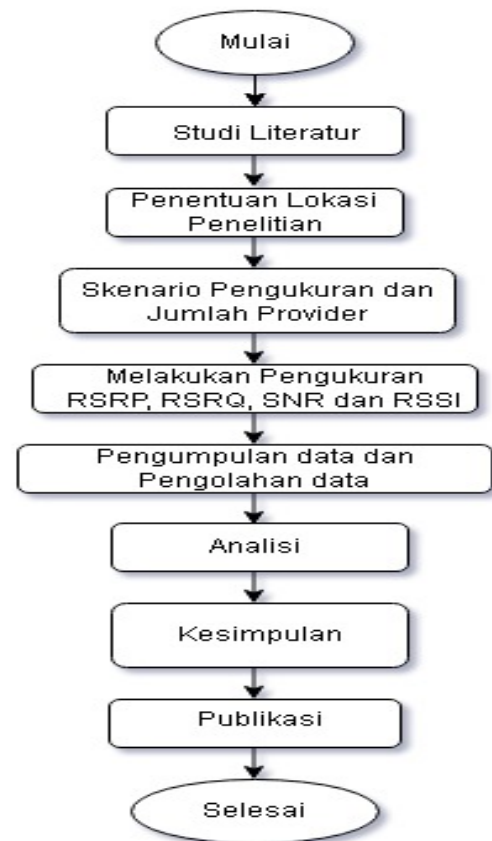 Mulai
Studi Literatur
Penentuan Lokasi
Penelitian
Skenario Pengukuran dan
Jumlah Provider
Melakukan Pengukuran
RSRP, RSRQ, SNR dan RSSI
Pengumpulan data dan
Pengolahan data
Analisi
Kesimpulan
Publikasi
Selesai